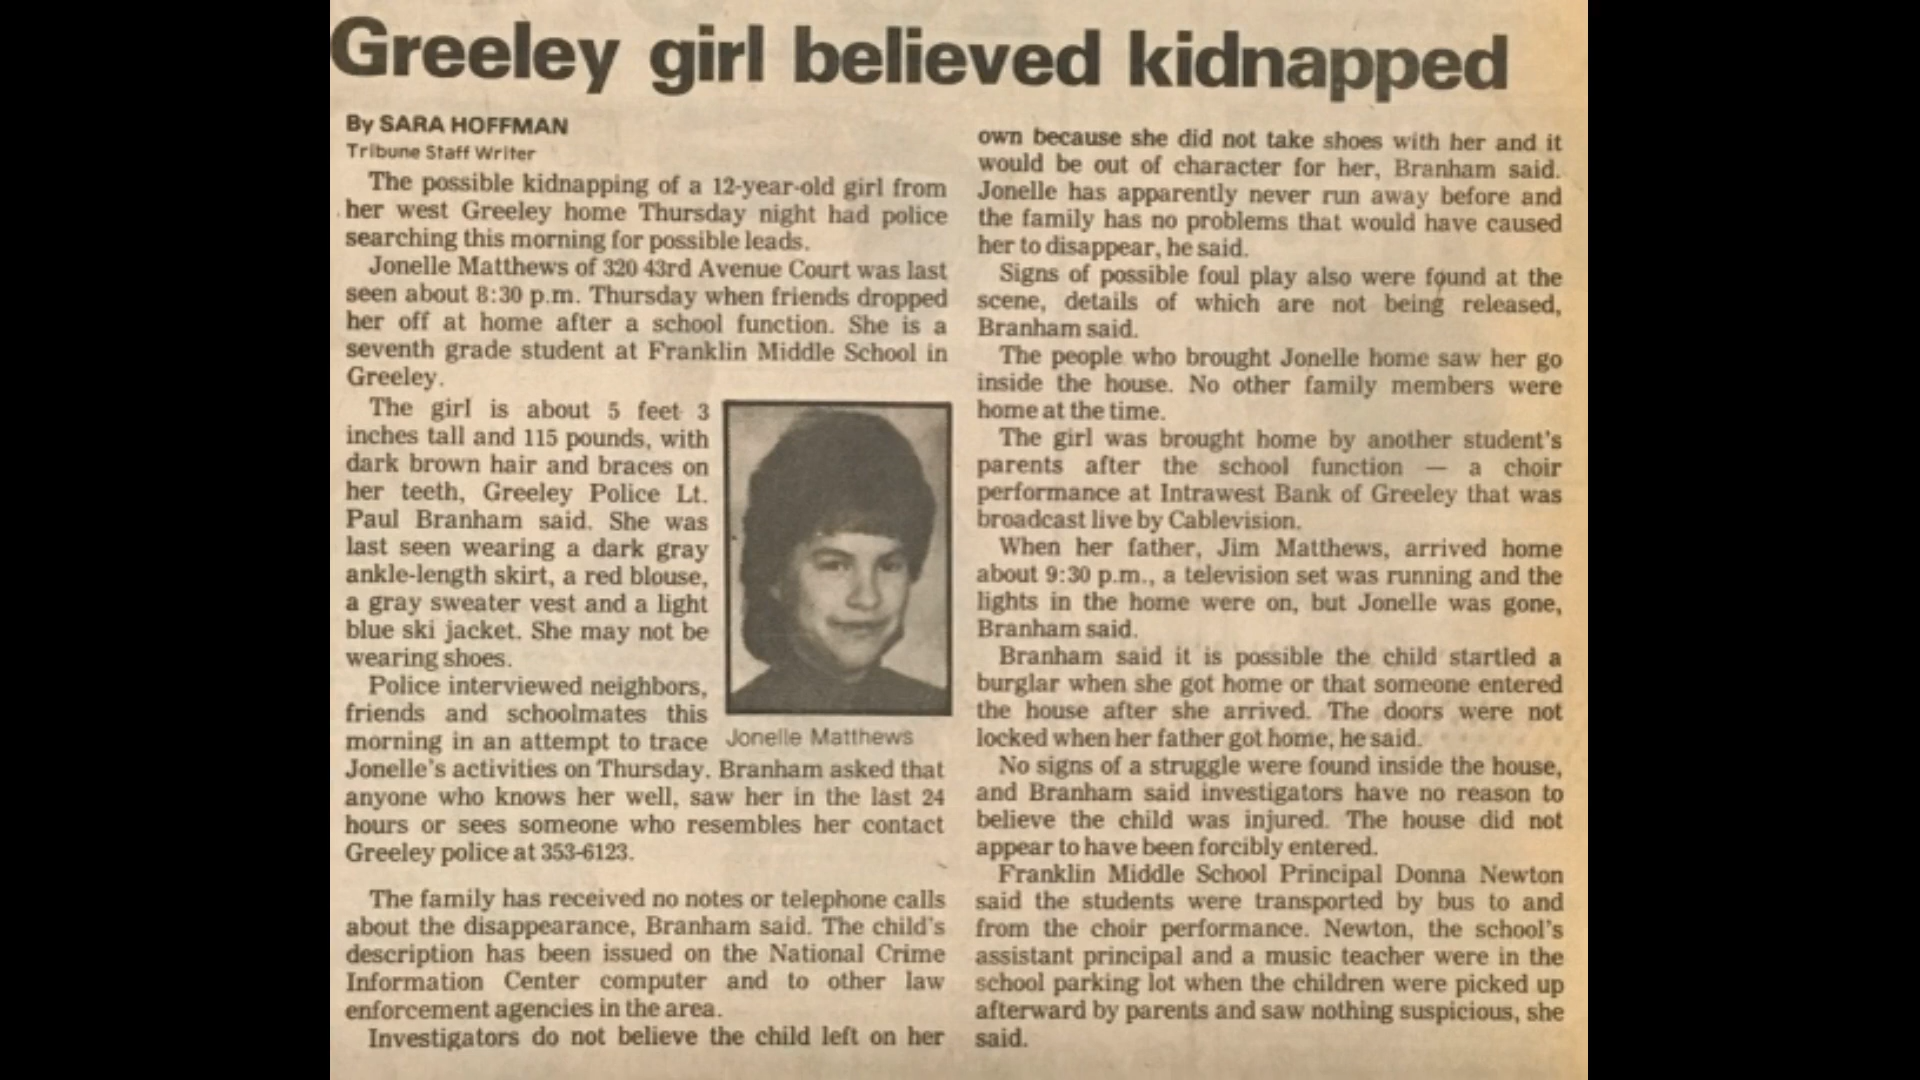 Greeley girl believed kidnapped
By SARA HOFFMAN
Tribune Staff Writer
The possible kidnapping of a 12-year-old girl from
her west Greeley home Thursday night had police
searching this morning for possible leads.
Jonelle Matthews of 320 43rd Avenue Court was last
seen about 8:30 p.m. Thursday when friends dropped
her off at home after a school function. She is a
seventh grade student at Franklin Middle School in
Greeley.
The girl is about 5 feet 3
inches tall and 115 pounds, with
dark brown hair and braces on
her teeth, Greeley Police Lt.
Paul Branham said. She was
last seen wearing a dark gray
ankle-length skirt, a red blouse,
a gray sweater vest and a light
blue ski jacket. She may not be
wearing shoes.
Police interviewed neighbors,
friends and schoolmates this
morning in an attempt to trace
Jonelle Matthews
Jonelle's activities on Thursday. Branham asked that
anyone who knows her well, saw her in the last 24
hours or sees someone who resembles her contact
Greeley police at 353-6123.
The family has received no notes or telephone calls
about the disappearance, Branham said. The child's
description has been issued on the National Crime
Information Center computer and to other law
enforcement agencies in the area.
Investigators do not believe the child left on her
own because she did not take shoes with her and it
would be out of character for her, Branham said.
Jonelle has apparently never run away before and
the family has no problems that would have caused
her to disappear, he said.
Signs of possible foul play also were found at the
scene, details of which are not being released,
Branham said.
The people who brought Jonelle home saw her go
inside the house. No other family members were
home at the time.
The girl was brought home by another student's
parents after the school function — a choir
performance at Intrawest Bank of Greeley that was
broadcast live by Cablevision.
When her father, Jim Matthews, arrived home
about 9:30 p.m., a television set was running and the
lights in the home were on, but Jonelle was gone,
Branham said.
Branham said it is possible the child startled a
burglar when she got home or that someone entered
the house after she arrived. The doors were not
locked when her father got home, he said.
No signs of a struggle were found inside the house,
and Branham said investigators have no reason to
believe the child was injured. The house did not
appear to have been forcibly entered.
Franklin Middle School Principal Donna Newton
said the students were transported by bus to and
from the choir performance. Newton, the school's
assistant principal and a music teacher were in the
school parking lot when the children were picked up
afterward by parents and saw nothing suspicious, she
said.